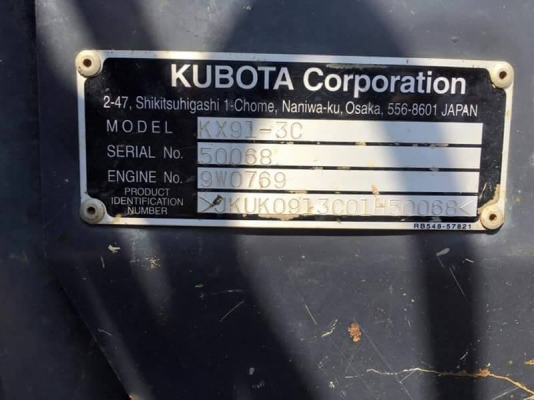 KUBOTA Corporation
2-47, Shikitsuhigashi 1-Chome, Naniwa-ku, Osaka, 556-8601 JAPAN
MODEL KX91-3C
SERIAL No. 50068
ENGINE No. 9W0769
PRODUCT IDENTIFICATION NUMBER >JKUK0913C01H50068<
RB548-57821